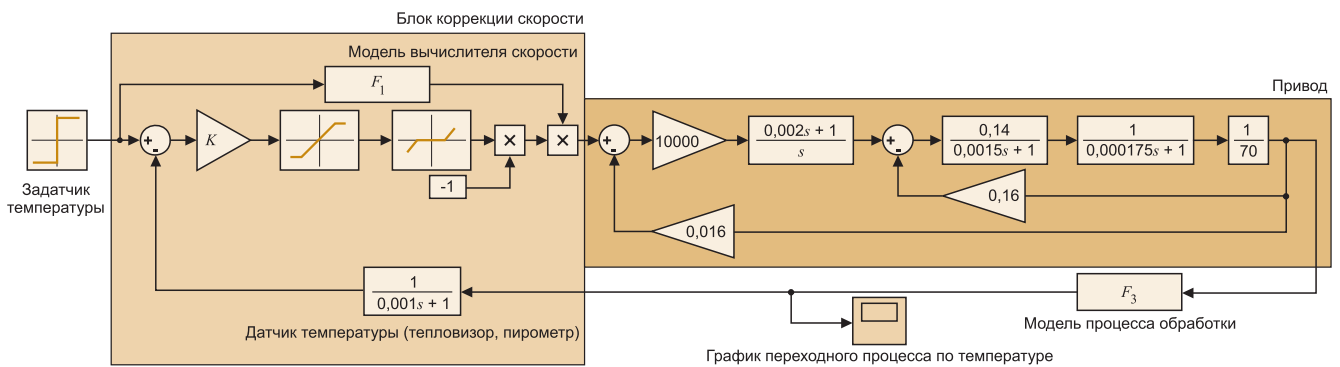 Блок коррекции скорости
Модель вычислителя скорости
F1
Привод
Задатчик
температуры
+
-
K
×
×
-1
+
-
10000
0,002s + 1
s
+
-
0,14
0,0015s + 1
1
0,000175s + 1
1
70
0,16
0,016
1
0,001s + 1
Датчик температуры (тепловизор, пирометр)
F3
Модель процесса обработки
График переходного процесса по температуре